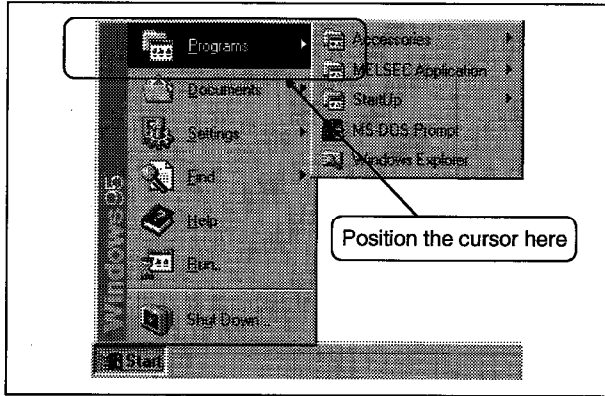 Programs
Documents
Settings
Find
Help
Run...
Shut Down...
Windows95
Start
Accessories
MELSEC Application
StartUp
MS-DOS Prompt
Windows Explorer
Position the cursor here